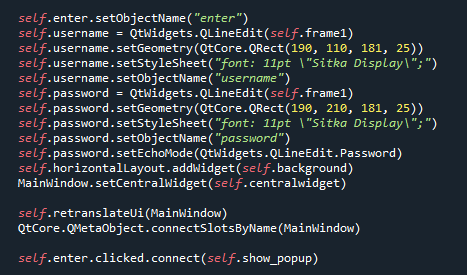 self.enter.setObjectName("enter")
self.username = QtWidgets.QLineEdit(self.frame1)
self.username.setGeometry(QtCore.QRect(190, 110, 181, 25))
self.username.setStyleSheet("font: 11pt \"Sitka Display\";")
self.username.setObjectName("username")
self.password = QtWidgets.QLineEdit(self.frame1)
self.password.setGeometry(QtCore.QRect(190, 210, 181, 25))
self.password.setStyleSheet("font: 11pt \"Sitka Display\";")
self.password.setObjectName("password")
self.password.setEchoMode(QtWidgets.QLineEdit.Password)
self.horizontalLayout.addWidget(self.background)
MainWindow.setCentralWidget(self.centralwidget)
self.retranslateUi(MainWindow)
QtCore.QMetaObject.connectSlotsByName(MainWindow)
self.enter.clicked.connect(self.show_popup)